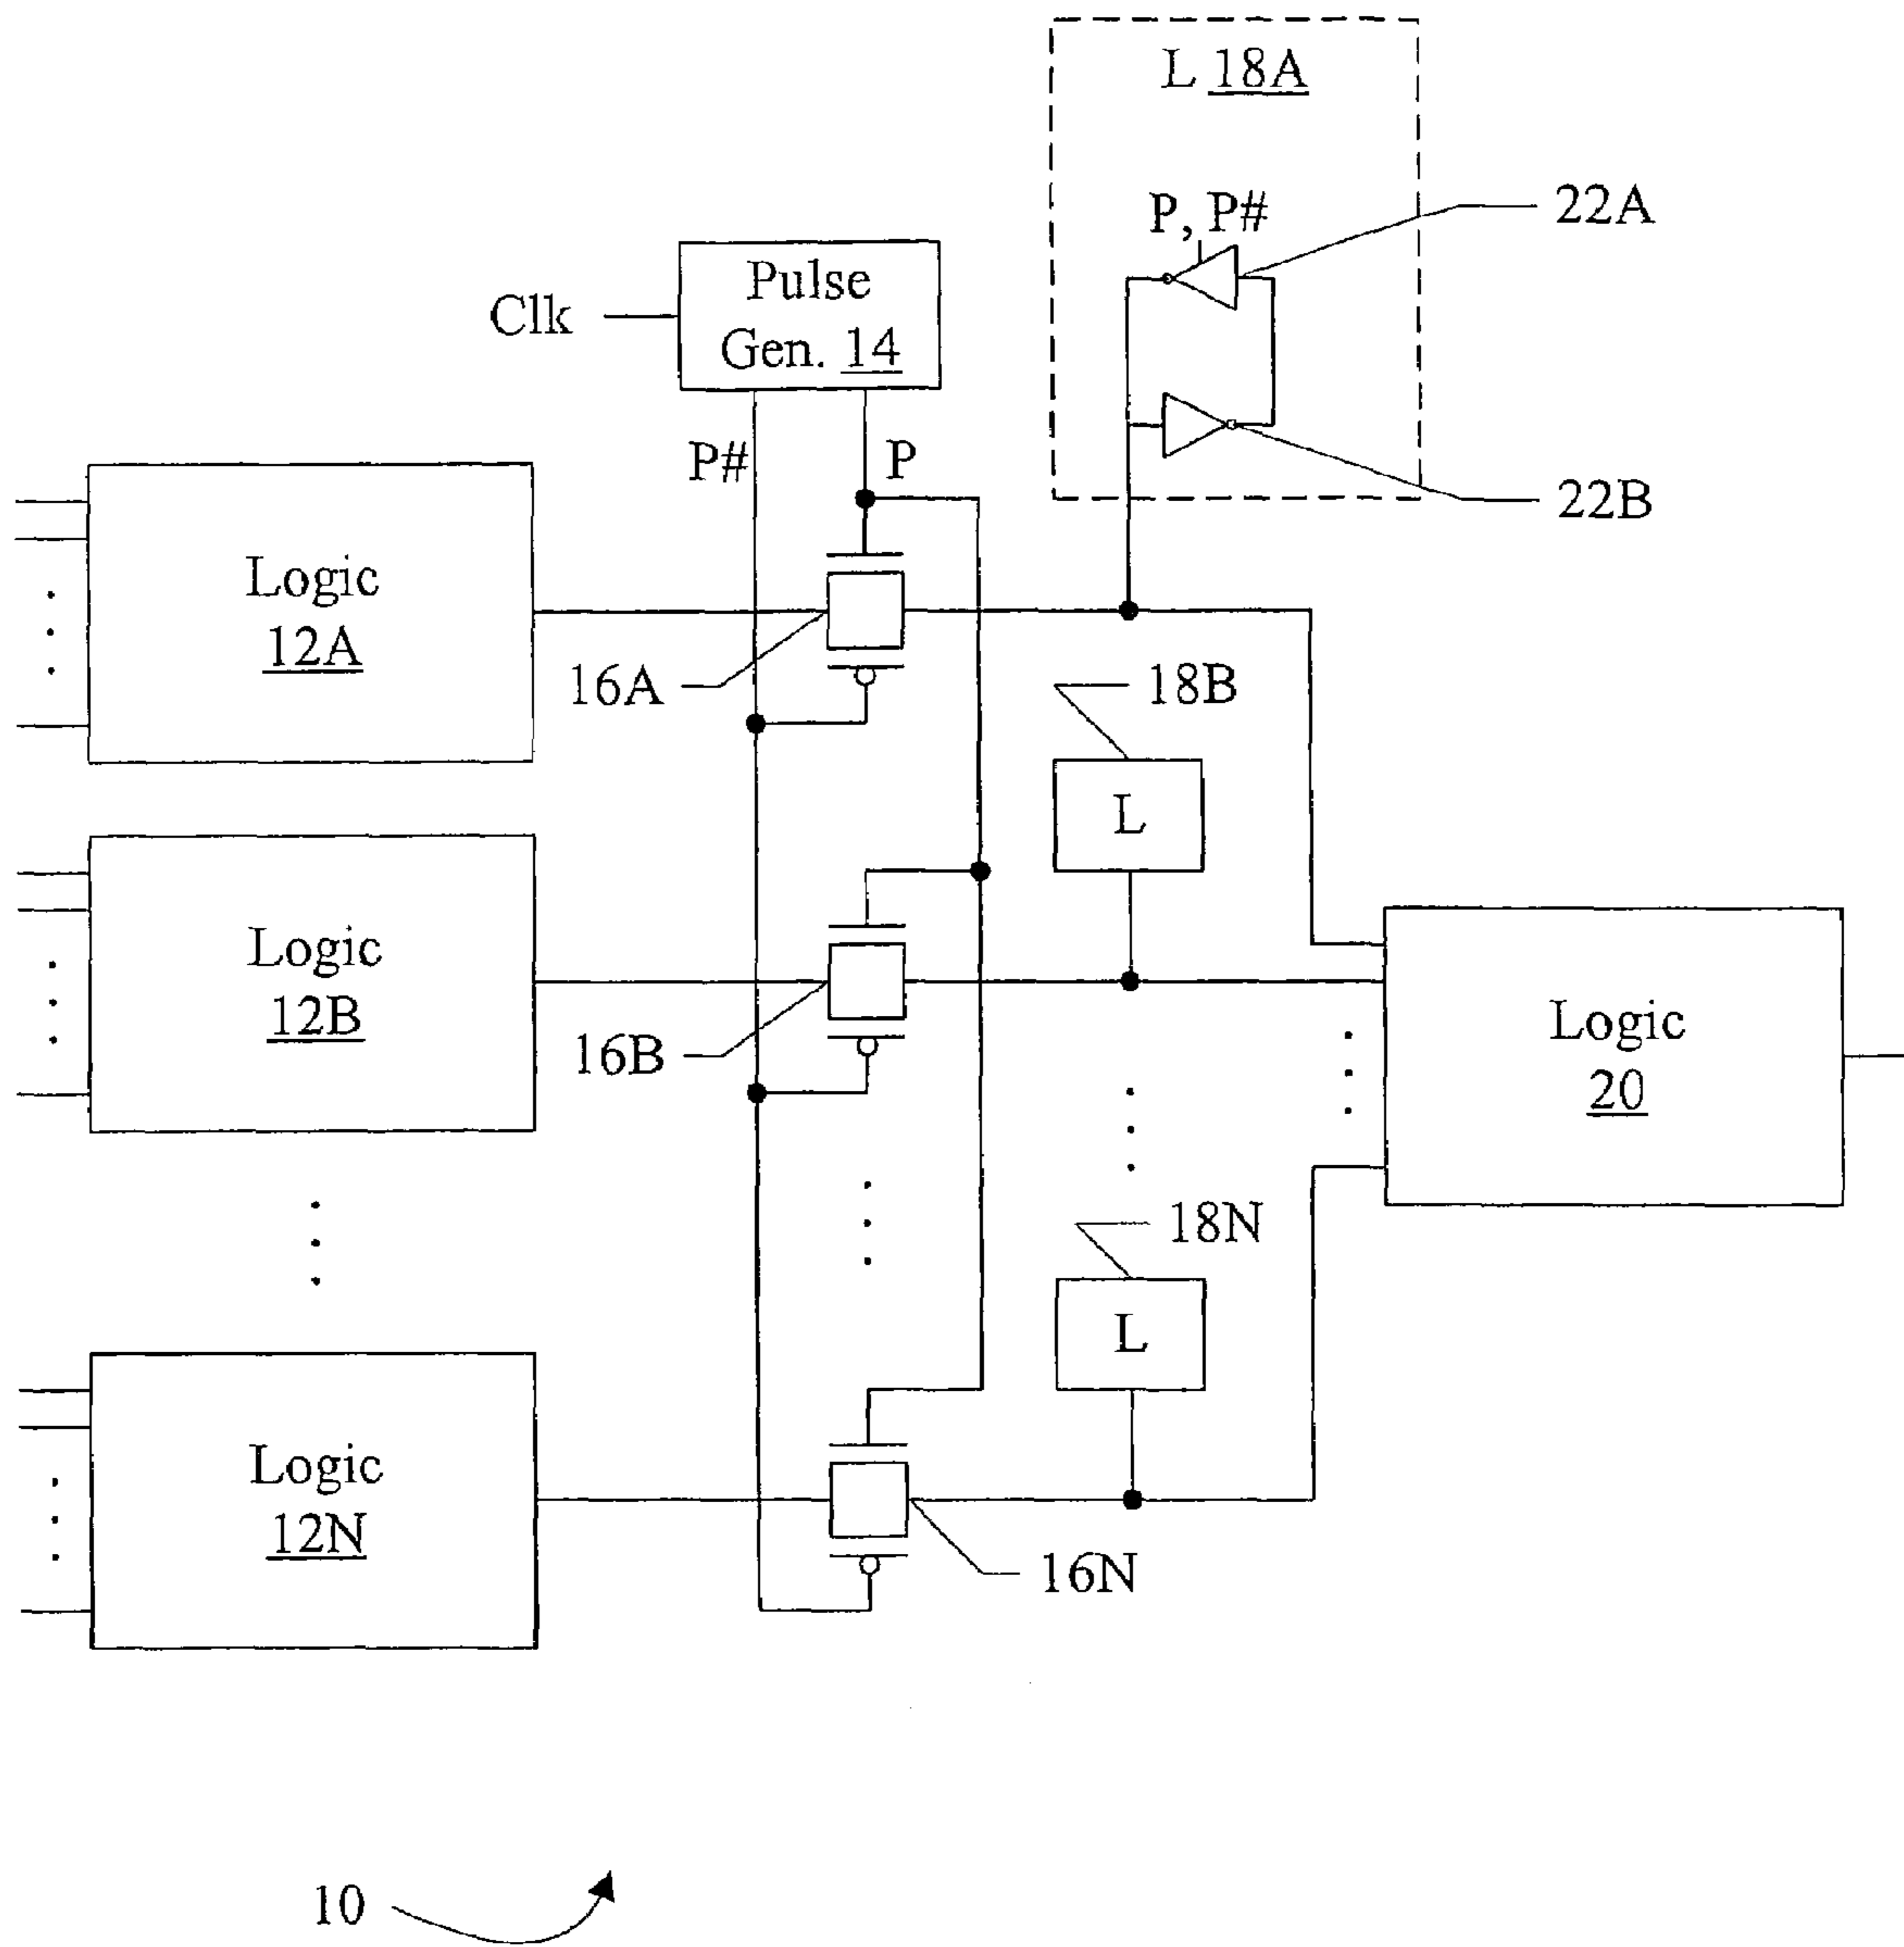 L 18A
P, P#
22A
Pulse
Gen. 14
Clk
P#
P
22B
Logic
12A
16A
18B
L
Logic
12B
16B
Logic
20
18N
L
Logic
12N
16N
10